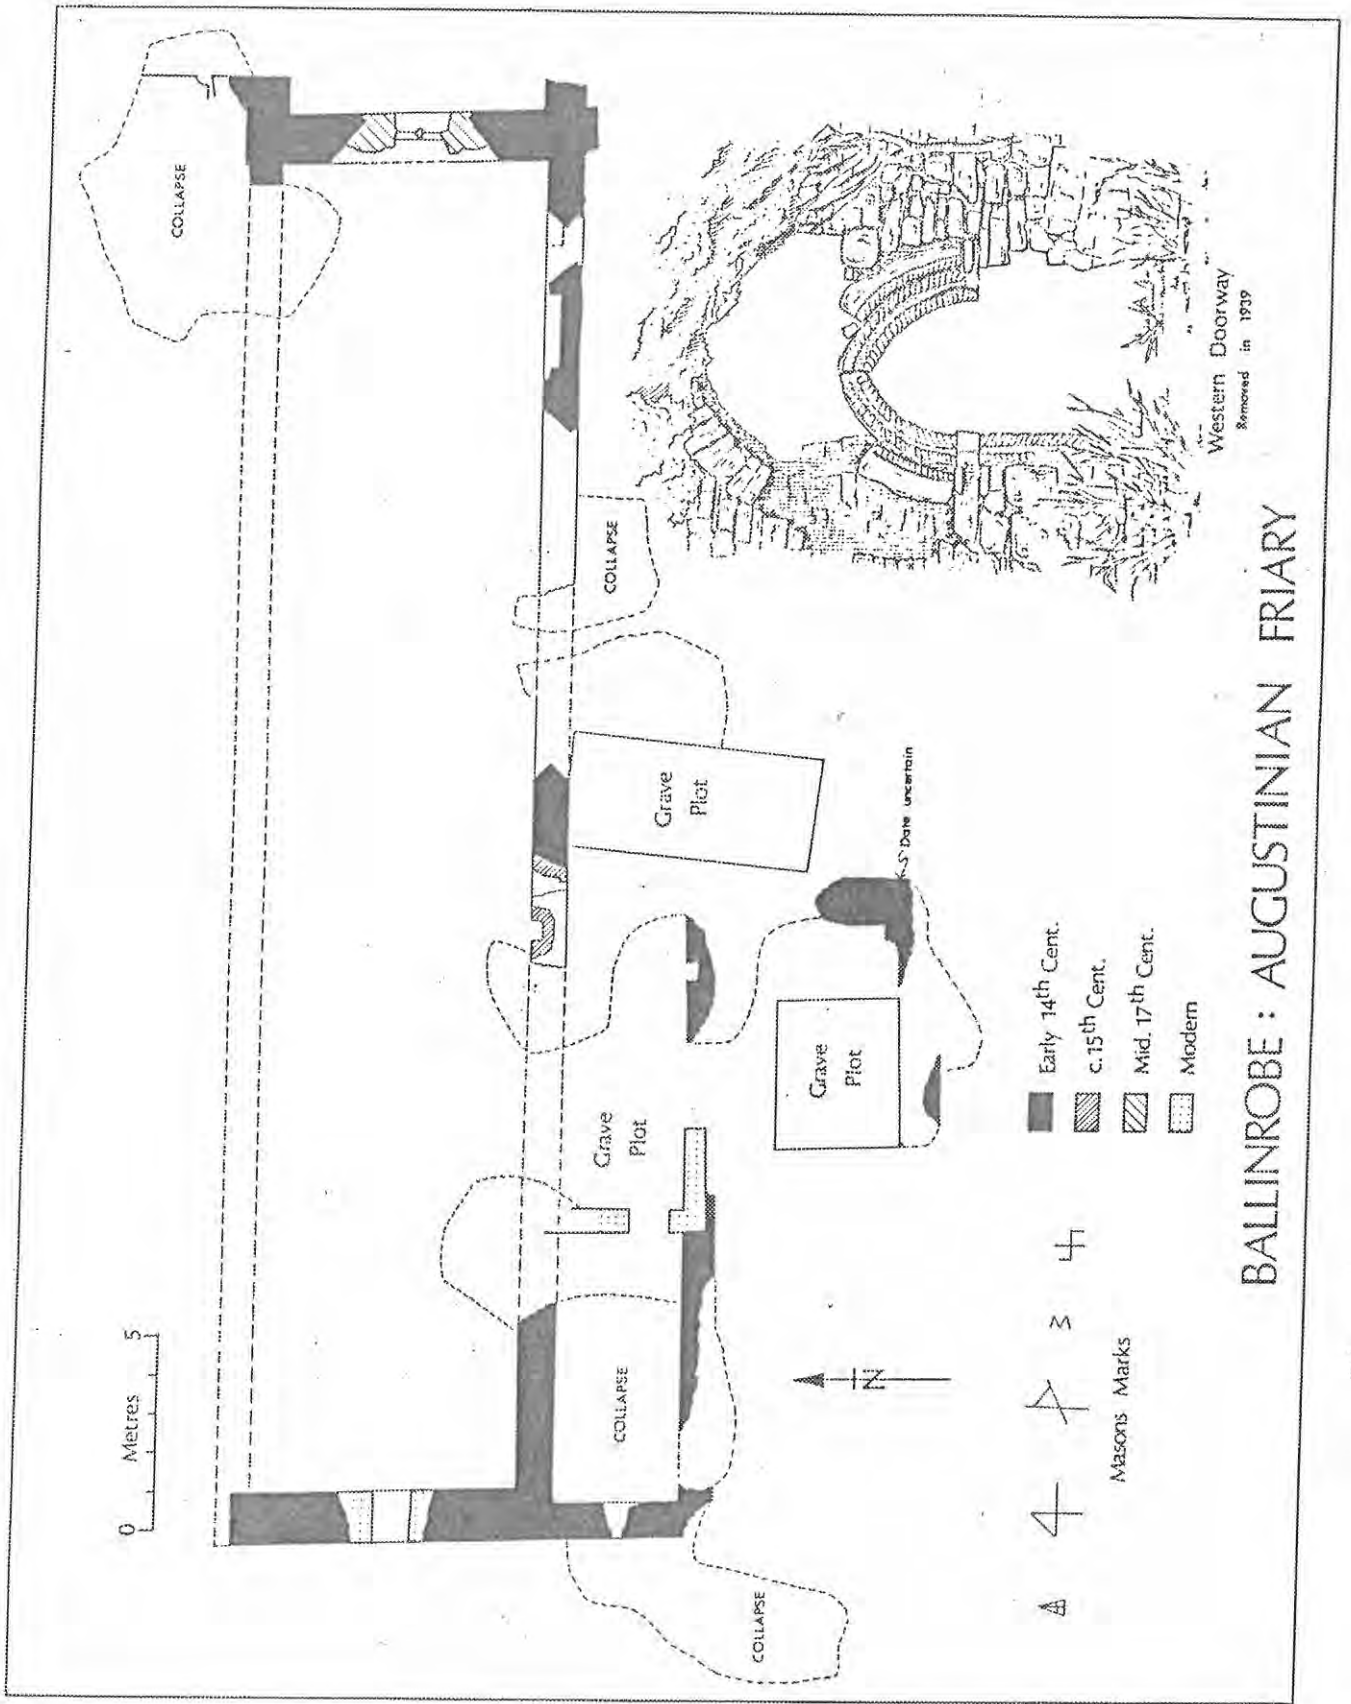 0 Metres 5
COLLAPSE
COLLAPSE
COLLAPSE
COLLAPSE
Grave
Plot
Grave
Plot
Grave
Plot
Date uncertain
N
Western Doorway
Removed in 1939
Early 14th Cent.
c.15th Cent.
Mid. 17th Cent.
Modern
Masons Marks
BALLINROBE : AUGUSTINIAN FRIARY